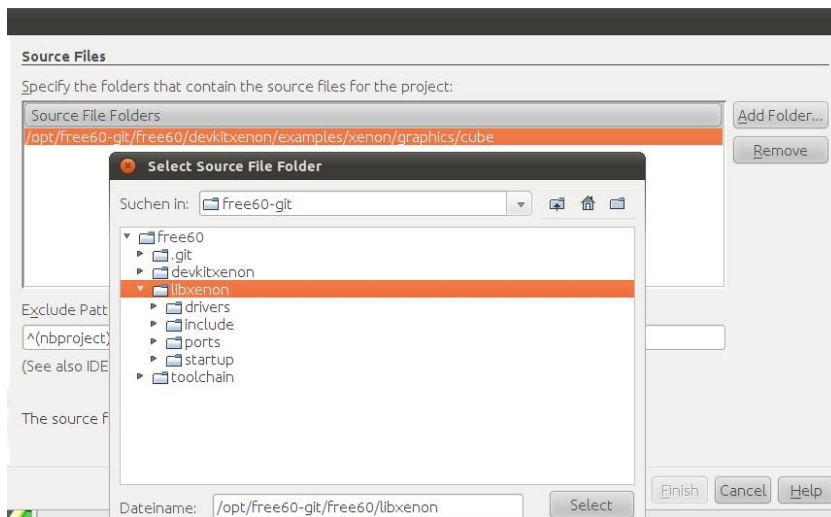 Source Files
Specify the folders that contain the source files for the project:
Source File Folders
Add Folder...
/opt/free60-git/free60/devkitxenon/examples/xenon/graphics/cube
Remove
Select Source File Folder
Suchen in: free60-git
free60
.git
devkitxenon
libxenon
drivers
include
ports
startup
toolchain
Exclude Patt
^(nbproject)
(See also IDE
The source f
Finish Cancel Help
Dateiname: /opt/free60-git/free60/libxenon Select